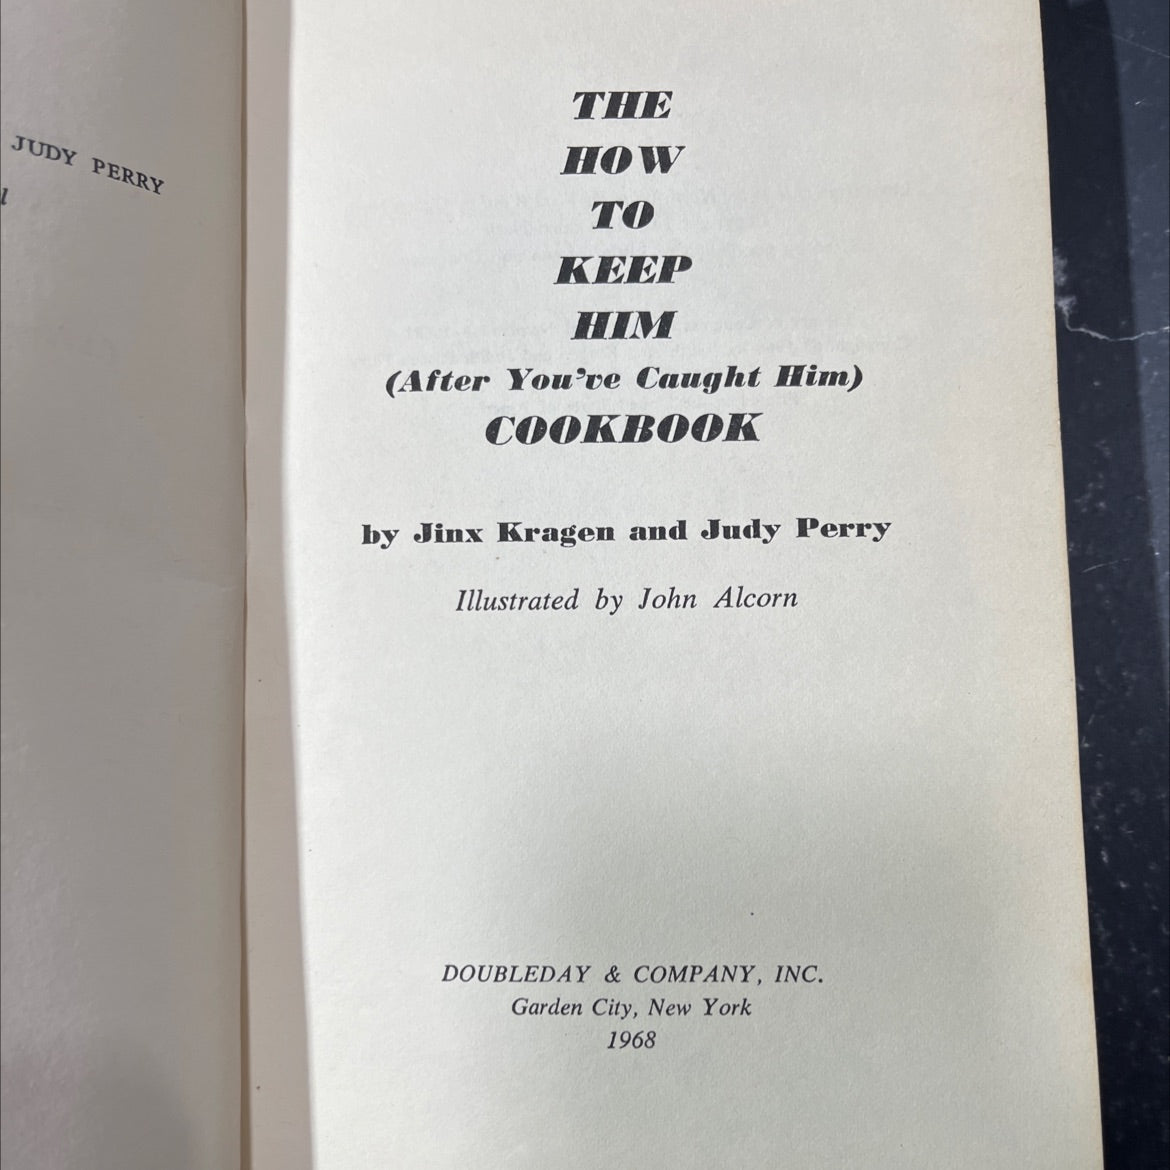 JUDY PERRY
l
THE
HOW
TO
KEEP
HIM
(After You've Caught Him)
COOKBOOK
by Jinx Kragen and Judy Perry
Illustrated by John Alcorn
DOUBLEDAY & COMPANY, INC.
Garden City, New York
1968